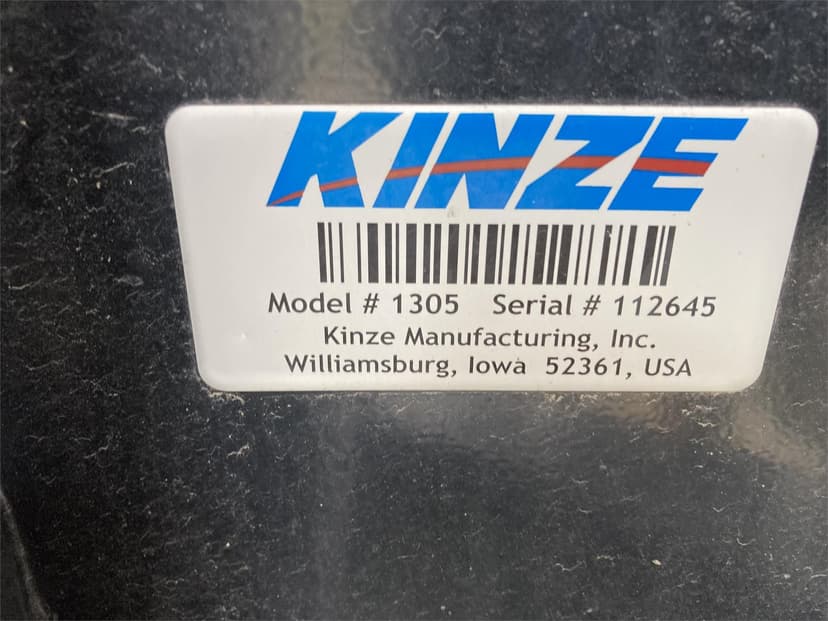 KINZE
Model # 1305 Serial # 112645
Kinze Manufacturing, Inc.
Williamsburg, Iowa 52361, USA